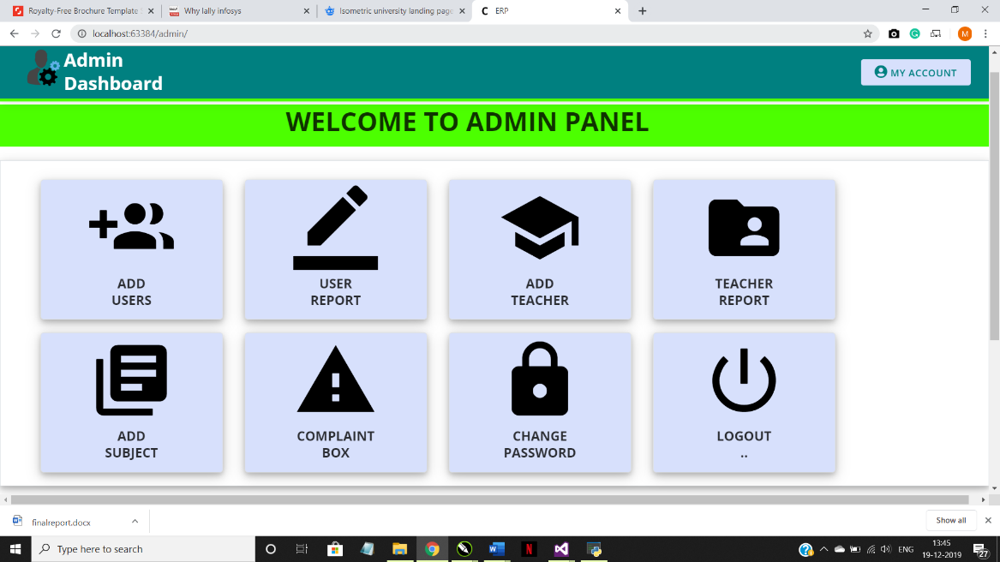 Royalty-Free Brochure Template S
Why lally infosys
Isometric university landing page
C ERP
localhost:63384/admin/
M
Admin
Dashboard
MY ACCOUNT
WELCOME TO ADMIN PANEL
ADD
USERS
USER
REPORT
ADD
TEACHER
TEACHER
REPORT
ADD
SUBJECT
COMPLAINT
BOX
CHANGE
PASSWORD
LOGOUT
..
finalreport.docx
Show all
Type here to search
N
ENG
13:45
19-12-2019
27